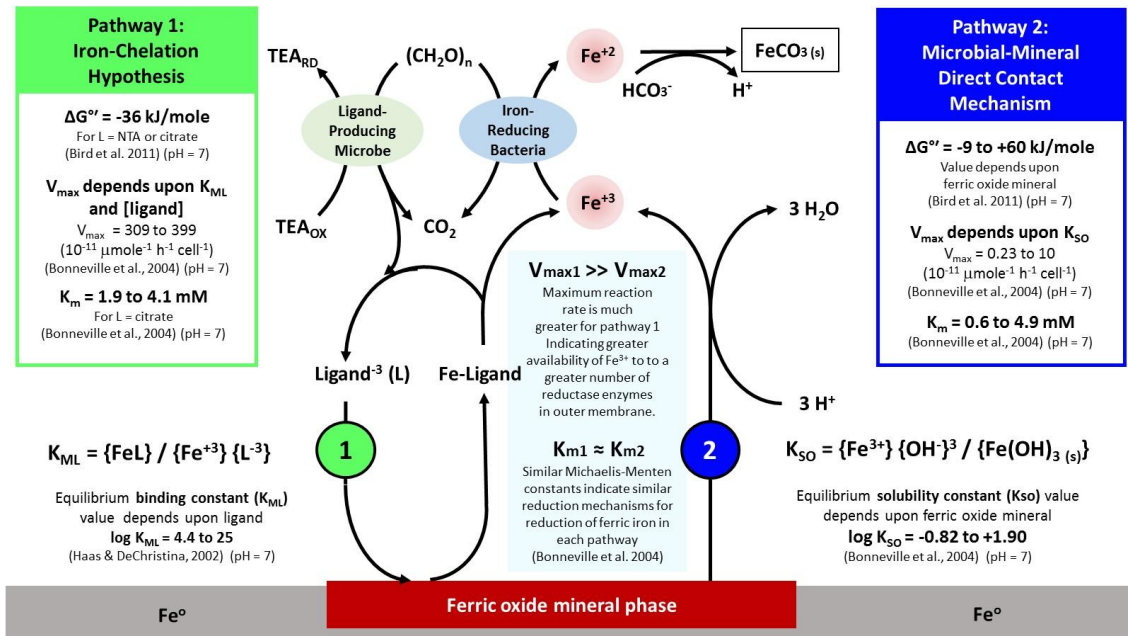 Pathway 1:
Iron-Chelation
Hypothesis
ΔG°′ = -36 kJ/mole
For L = NTA or citrate
(Bird et al. 2011) (pH = 7)
Vmax depends upon KML
and [ligand]
Vmax = 309 to 399
(10⁻¹¹ μmole⁻¹ h⁻¹ cell⁻¹)
(Bonneville et al., 2004) (pH = 7)
Km = 1.9 to 4.1 mM
For L = citrate
(Bonneville et al., 2004) (pH = 7)
TEARD
(CH₂O)n
Fe⁺²
FeCO₃ (s)
HCO₃⁻
H⁺
Ligand-
Producing
Microbe
Iron-
Reducing
Bacteria
TEAOX
CO₂
Fe⁺³
3 H₂O
Pathway 2:
Microbial-Mineral
Direct Contact
Mechanism
ΔG°′ = -9 to +60 kJ/mole
Value depends upon
ferric oxide mineral
(Bird et al. 2011) (pH = 7)
Vmax depends upon KSO
Vmax = 0.23 to 10
(10⁻¹¹ μmole⁻¹ h⁻¹ cell⁻¹)
(Bonneville et al., 2004) (pH = 7)
Km = 0.6 to 4.9 mM
(Bonneville et al., 2004) (pH = 7)
Vmax1 >> Vmax2
Maximum reaction
rate is much
greater for pathway 1
Indicating greater
availability of Fe³⁺ to to a
greater number of
reductase enzymes
in outer membrane.
Km1 ≈ Km2
Similar Michaelis-Menten
constants indicate similar
reduction mechanisms for
reduction of ferric iron in
each pathway
(Bonneville et al. 2004)
Ligand⁻³ (L)
Fe-Ligand
3 H⁺
1
2
KML = {FeL} / {Fe⁺³} {L⁻³}
Equilibrium binding constant (KML)
value depends upon ligand
log KML = 4.4 to 25
(Haas & DeChristina, 2002) (pH = 7)
KSO = {Fe³⁺} {OH⁻}³ / {Fe(OH)₃ (s)}
Equilibrium solubility constant (Kso) value
depends upon ferric oxide mineral
log KSO = -0.82 to +1.90
(Bonneville et al., 2004) (pH = 7)
Feº
Ferric oxide mineral phase
Feº